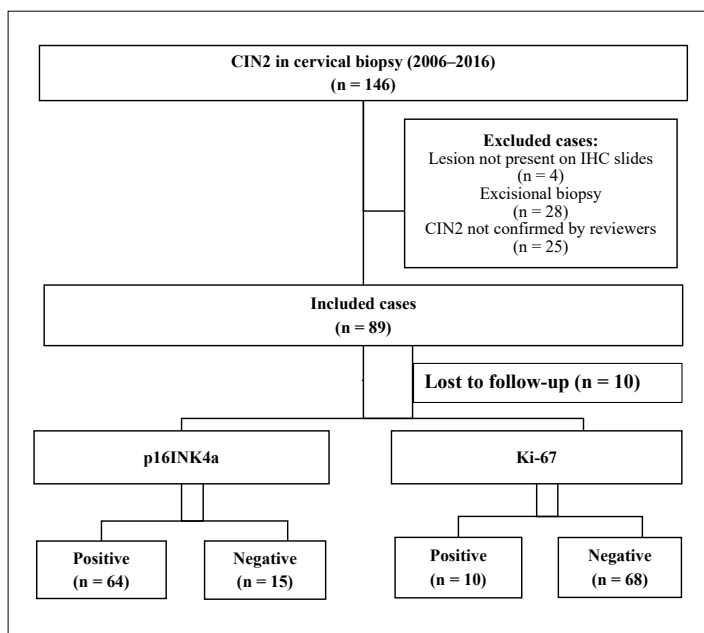 CIN2 in cervical biopsy (2006–2016)
(n = 146)
Excluded cases:
Lesion not present on IHC slides
(n = 4)
Excisional biopsy
(n = 28)
CIN2 not confirmed by reviewers
(n = 25)
Included cases
(n = 89)
Lost to follow-up (n = 10)
p16INK4a
Ki-67
Positive
(n = 64)
Negative
(n = 15)
Positive
(n = 10)
Negative
(n = 68)